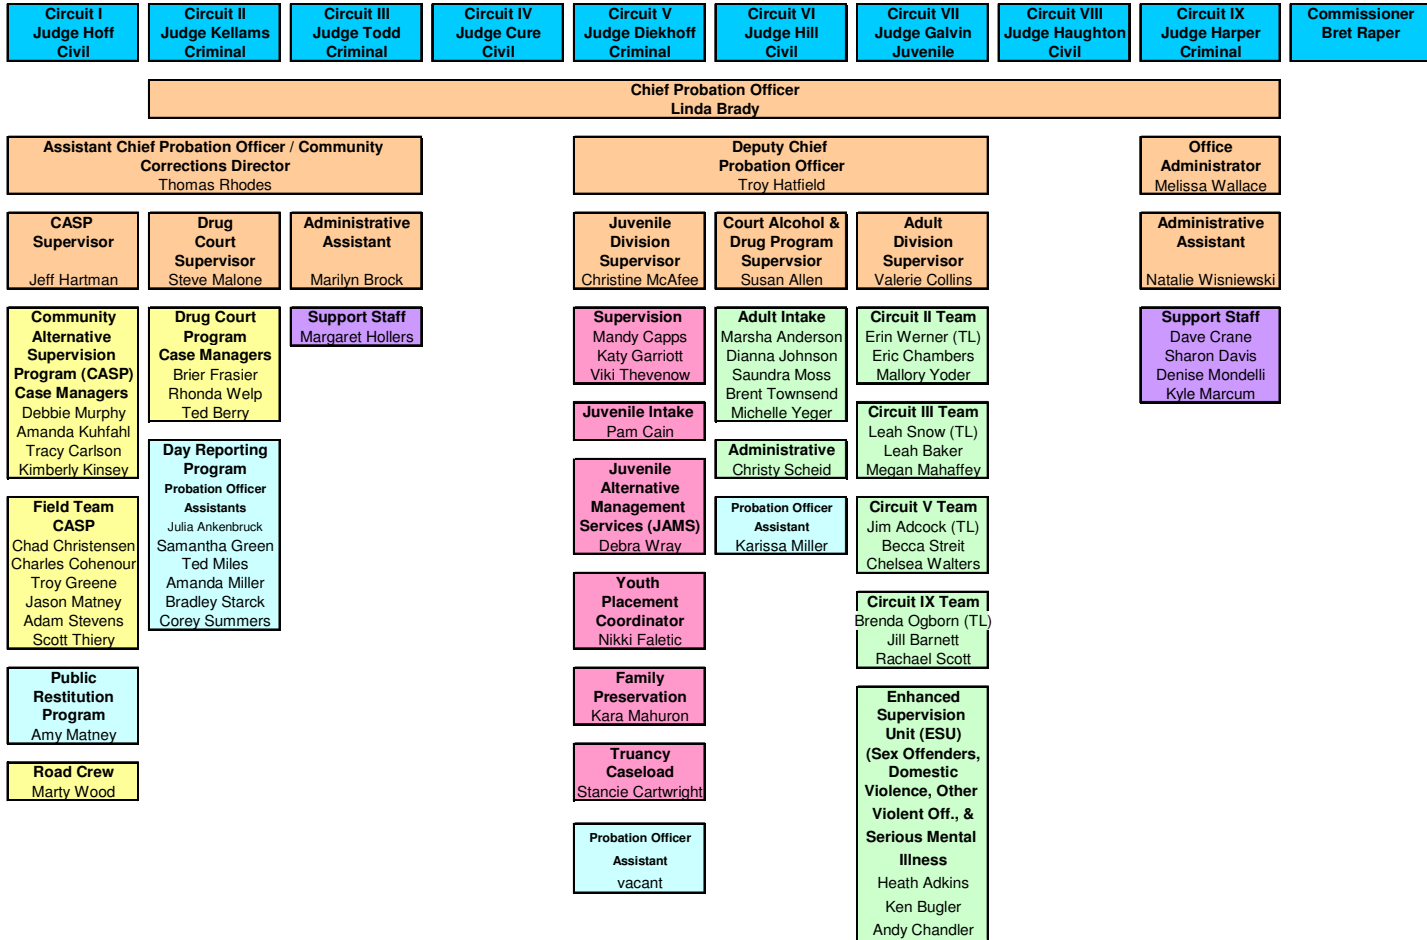 Circuit I
Judge Hoff
Civil
Circuit II
Judge Kellams
Criminal
Circuit III
Judge Todd
Criminal
Circuit IV
Judge Cure
Civil
Circuit V
Judge Diekhoff
Criminal
Circuit VI
Judge Hill
Civil
Circuit VII
Judge Galvin
Juvenile
Circuit VIII
Judge Haughton
Civil
Circuit IX
Judge Harper
Criminal
Commissioner
Bret Raper
Chief Probation Officer
Linda Brady
Assistant Chief Probation Officer / Community
Corrections Director
Thomas Rhodes
Deputy Chief
Probation Officer
Troy Hatfield
Office
Administrator
Melissa Wallace
CASP
Supervisor
Jeff Hartman
Drug
Court
Supervisor
Steve Malone
Administrative
Assistant
Marilyn Brock
Juvenile
Division
Supervisor
Christine McAfee
Court Alcohol &
Drug Program
Supervsior
Susan Allen
Adult
Division
Supervisor
Valerie Collins
Administrative
Assistant
Natalie Wisniewski
Community
Alternative
Supervision
Program (CASP)
Case Managers
Debbie Murphy
Amanda Kuhfahl
Tracy Carlson
Kimberly Kinsey
Field Team
CASP
Chad Christensen
Charles Cohenour
Troy Greene
Jason Matney
Adam Stevens
Scott Thiery
Public
Restitution
Program
Amy Matney
Road Crew
Marty Wood
Drug Court
Program
Case Managers
Brier Frasier
Rhonda Welp
Ted Berry
Day Reporting
Program
Probation Officer
Assistants
Julia Ankenbruck
Samantha Green
Ted Miles
Amanda Miller
Bradley Starck
Corey Summers
Support Staff
Margaret Hollers
Supervision
Mandy Capps
Katy Garriott
Viki Thevenow
Juvenile Intake
Pam Cain
Juvenile
Alternative
Management
Services (JAMS)
Debra Wray
Youth
Placement
Coordinator
Nikki Faletic
Family
Preservation
Kara Mahuron
Truancy
Caseload
Stancie Cartwright
Probation Officer
Assistant
vacant
Adult Intake
Marsha Anderson
Dianna Johnson
Saundra Moss
Brent Townsend
Michelle Yeger
Administrative
Christy Scheid
Probation Officer
Assistant
Karissa Miller
Circuit II Team
Erin Werner (TL)
Eric Chambers
Mallory Yoder
Circuit III Team
Leah Snow (TL)
Leah Baker
Megan Mahaffey
Circuit V Team
Jim Adcock (TL)
Becca Streit
Chelsea Walters
Circuit IX Team
Brenda Ogborn (TL)
Jill Barnett
Rachael Scott
Enhanced
Supervision
Unit (ESU)
(Sex Offenders,
Domestic
Violence, Other
Violent Off., &
Serious Mental
Illness
Heath Adkins
Ken Bugler
Andy Chandler
Support Staff
Dave Crane
Sharon Davis
Denise Mondelli
Kyle Marcum